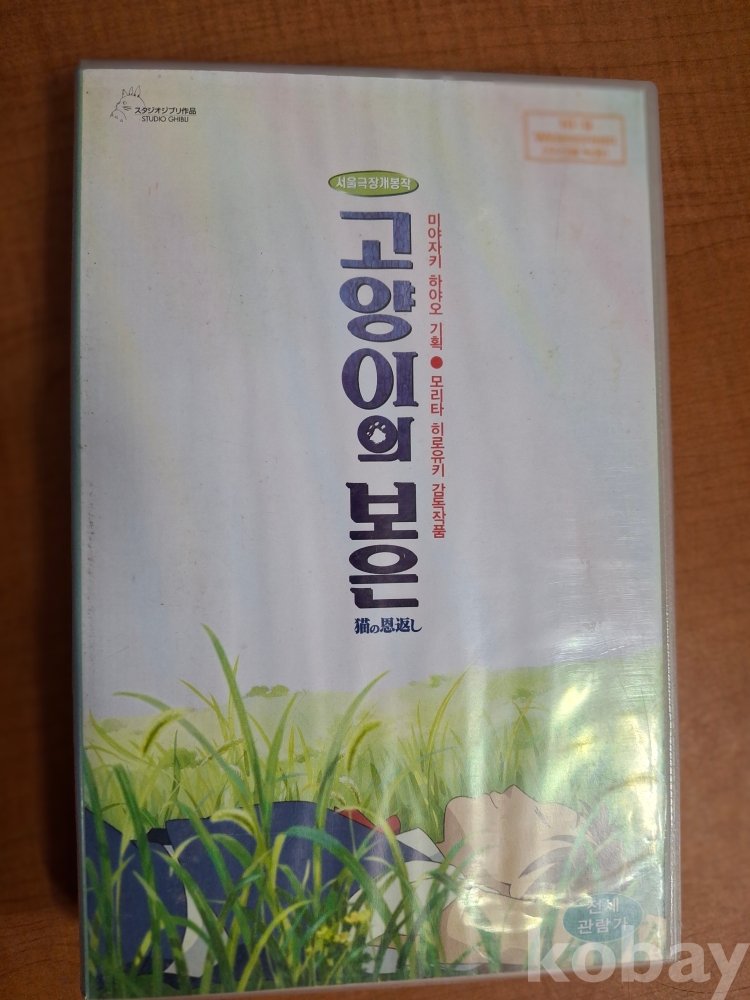 スタジオジブリ作品
STUDIO GHIBLI
서울극장개봉작
고양이의 보은
미야자키 하야오 기획 ● 모리타 히로유키 감독작품
猫の恩返し
전체
관람가
kobay